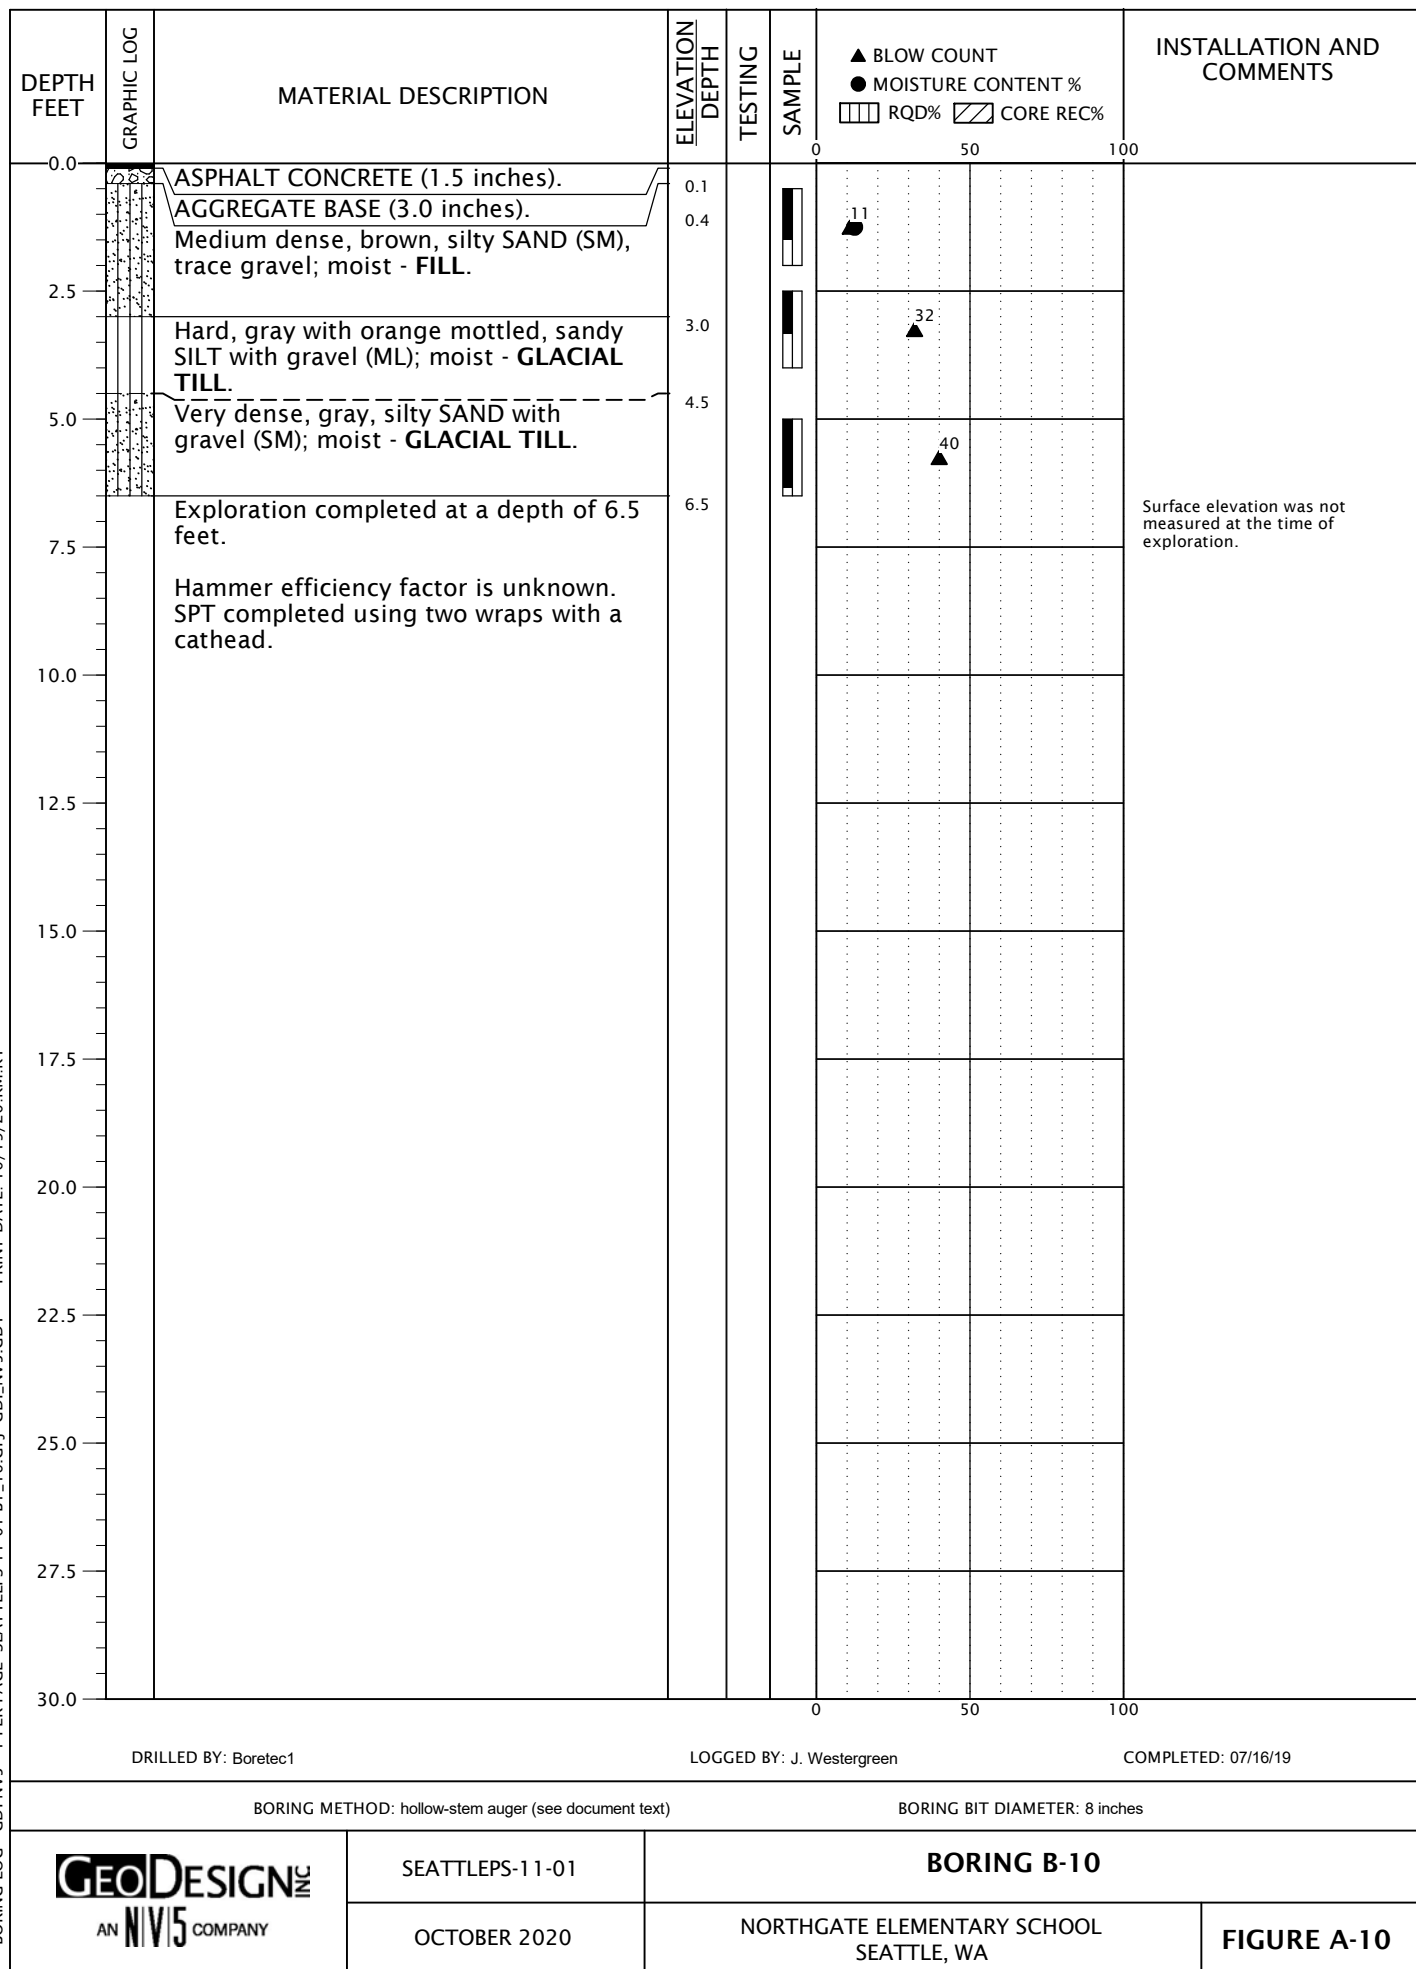 DEPTH
FEET
GRAPHIC LOG
MATERIAL DESCRIPTION
ELEVATION
DEPTH
TESTING
SAMPLE
▲ BLOW COUNT
● MOISTURE CONTENT %
RQD% CORE REC%
INSTALLATION AND
COMMENTS
0 50 100
0.0
2.5
5.0
7.5
10.0
12.5
15.0
17.5
20.0
22.5
25.0
27.5
30.0
ASPHALT CONCRETE (1.5 inches).
AGGREGATE BASE (3.0 inches).
Medium dense, brown, silty SAND (SM),
trace gravel; moist - FILL.
Hard, gray with orange mottled, sandy
SILT with gravel (ML); moist - GLACIAL
TILL.
Very dense, gray, silty SAND with
gravel (SM); moist - GLACIAL TILL.
Exploration completed at a depth of 6.5
feet.
Hammer efficiency factor is unknown.
SPT completed using two wraps with a
cathead.
0.1
0.4
3.0
4.5
6.5
11
32
40
Surface elevation was not
measured at the time of
exploration.
0 50 100
DRILLED BY: Boretec1
LOGGED BY: J. Westergreen
COMPLETED: 07/16/19
BORING METHOD: hollow-stem auger (see document text)
BORING BIT DIAMETER: 8 inches
GEODESIGN INC
AN NV5 COMPANY
SEATTLEPS-11-01
OCTOBER 2020
BORING B-10
NORTHGATE ELEMENTARY SCHOOL
SEATTLE, WA
FIGURE A-10